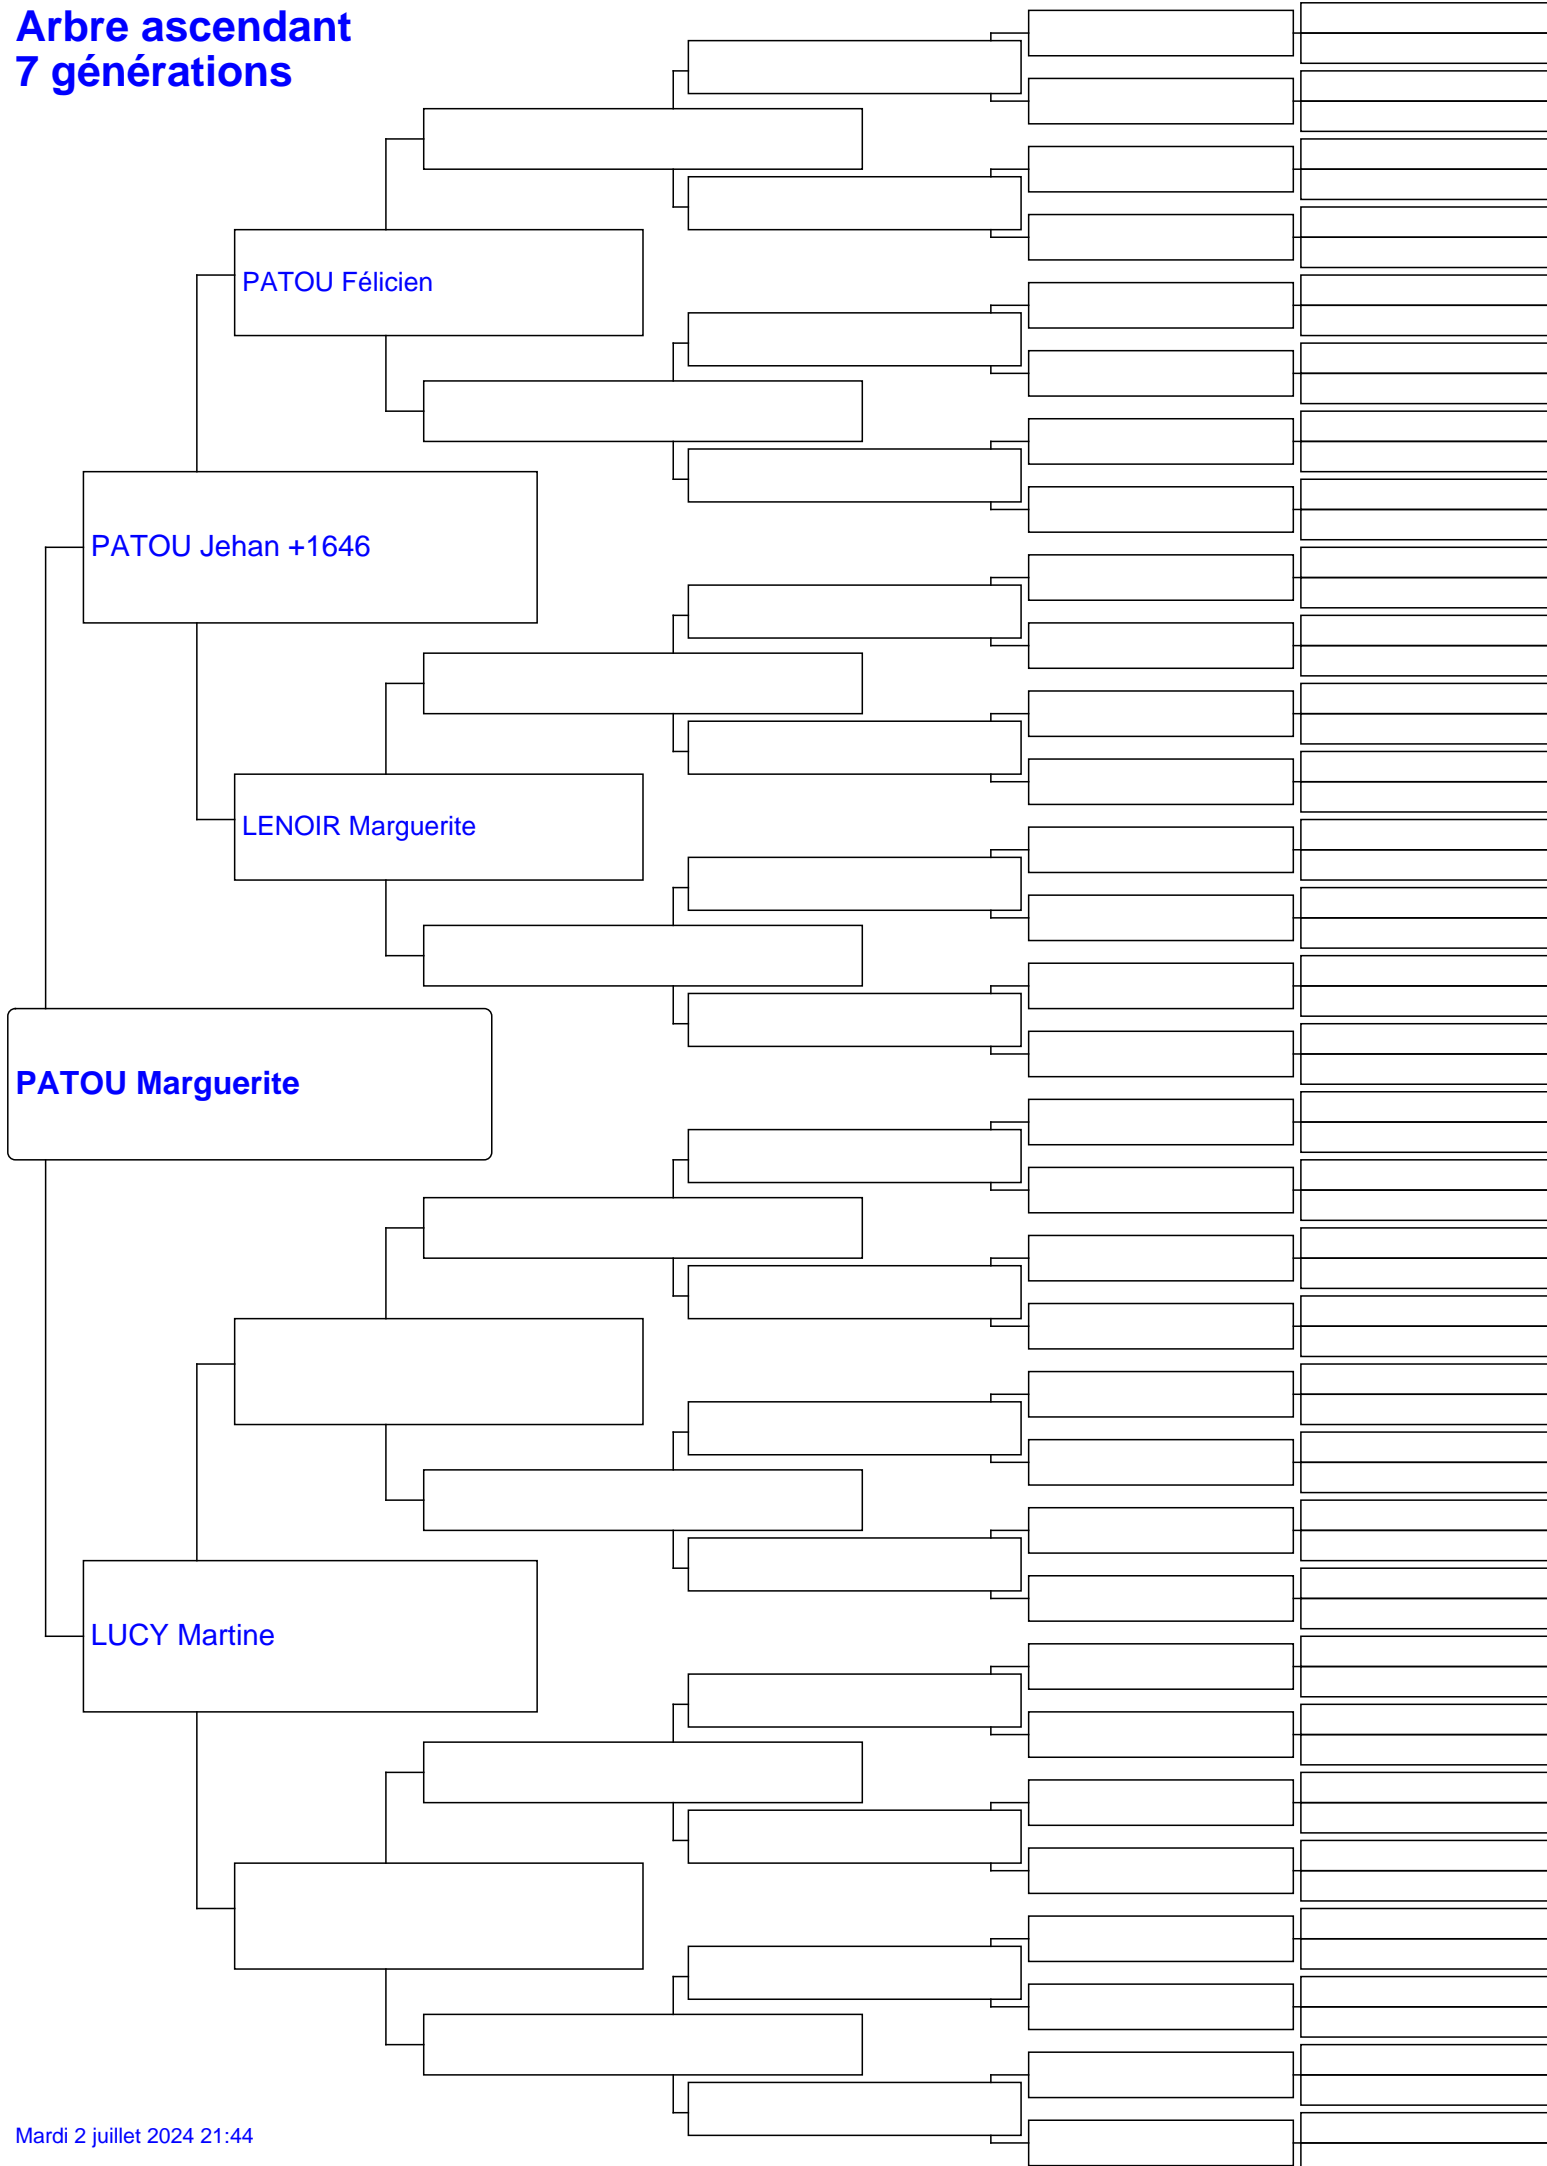 Arbre ascendant
7 générations
PATOU Félicien
PATOU Jehan +1646
LENOIR Marguerite
PATOU Marguerite
LUCY Martine
Mardi 2 juillet 2024 21:44